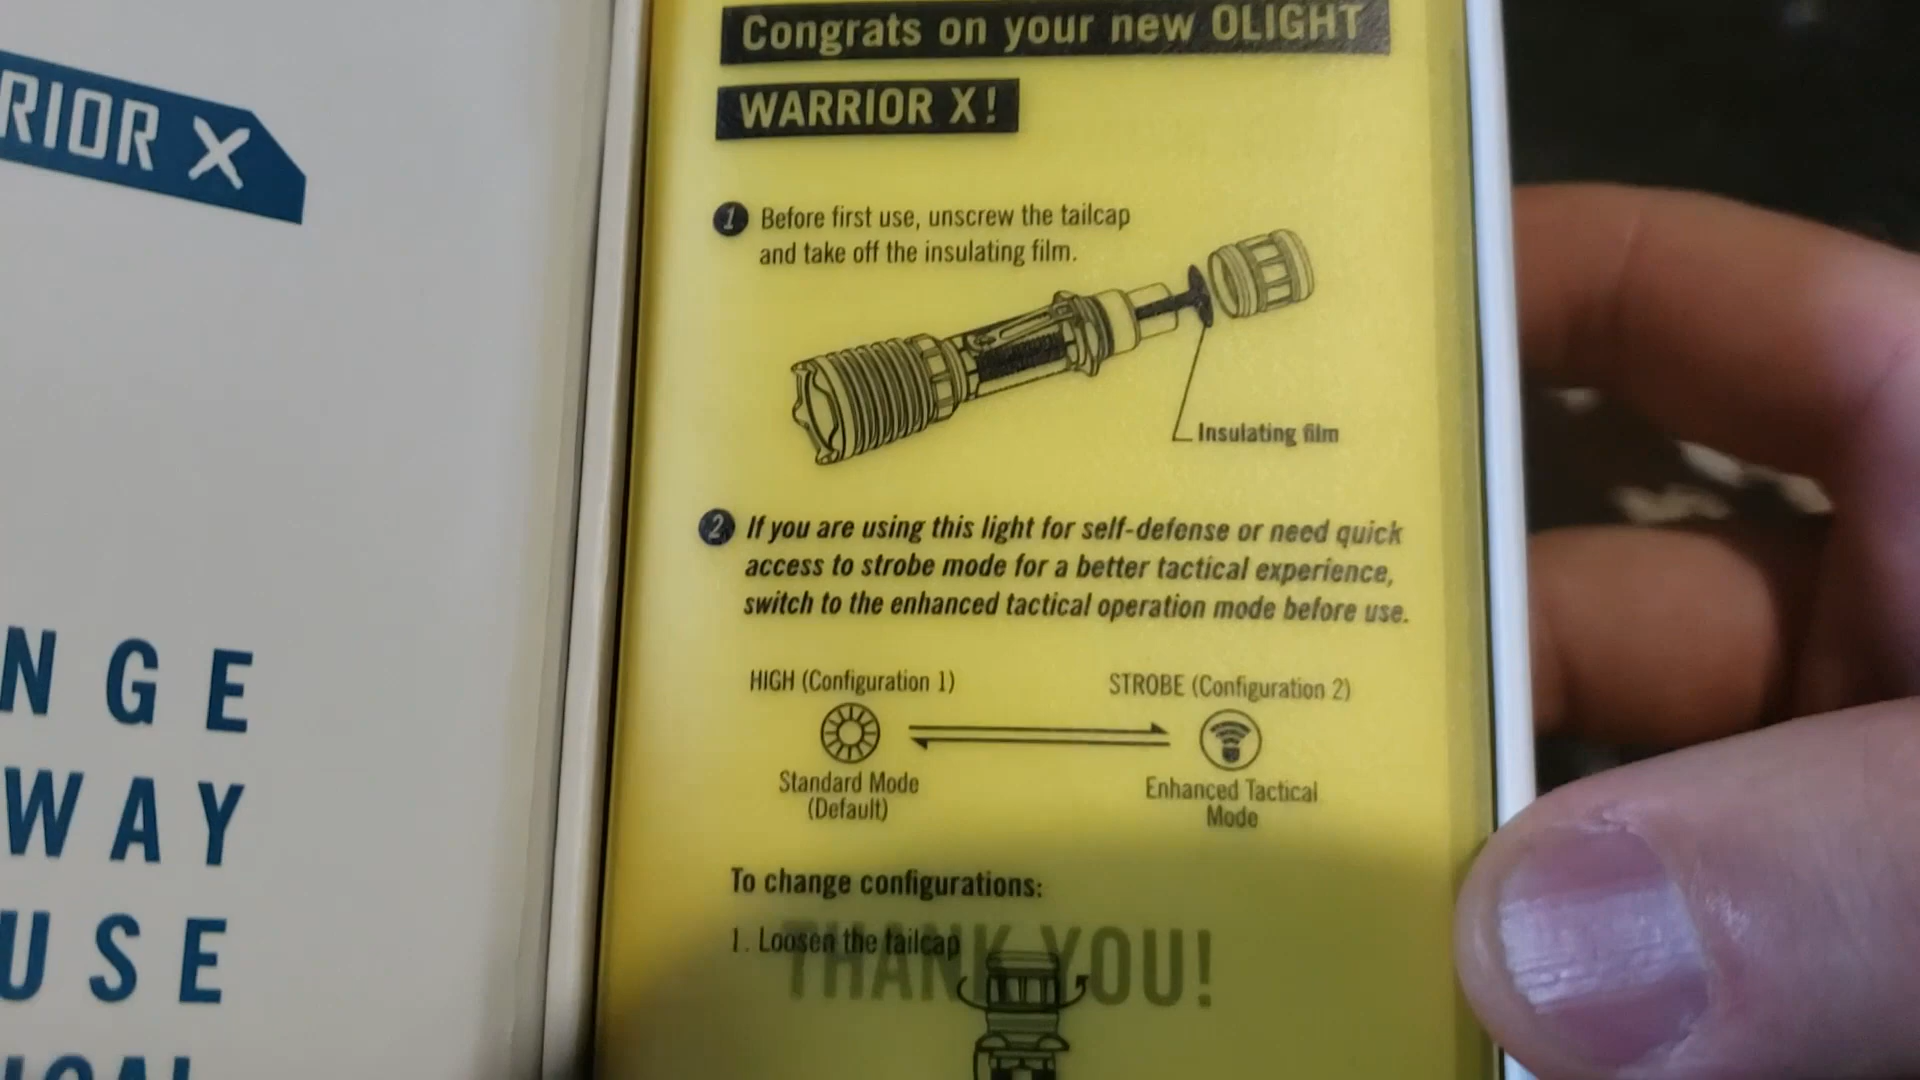 RIOR X
NGE
WAY
USE
Congrats on your new OLIGHT
WARRIOR X!
1 Before first use, unscrew the tailcap
and take off the insulating film.
Insulating film
2 If you are using this light for self-defense or need quick
access to strobe mode for a better tactical experience,
switch to the enhanced tactical operation mode before use.
HIGH (Configuration 1)
STROBE (Configuration 2)
Standard Mode
(Default)
Enhanced Tactical
Mode
To change configurations:
1. Loosen the tailcap
THANK YOU!